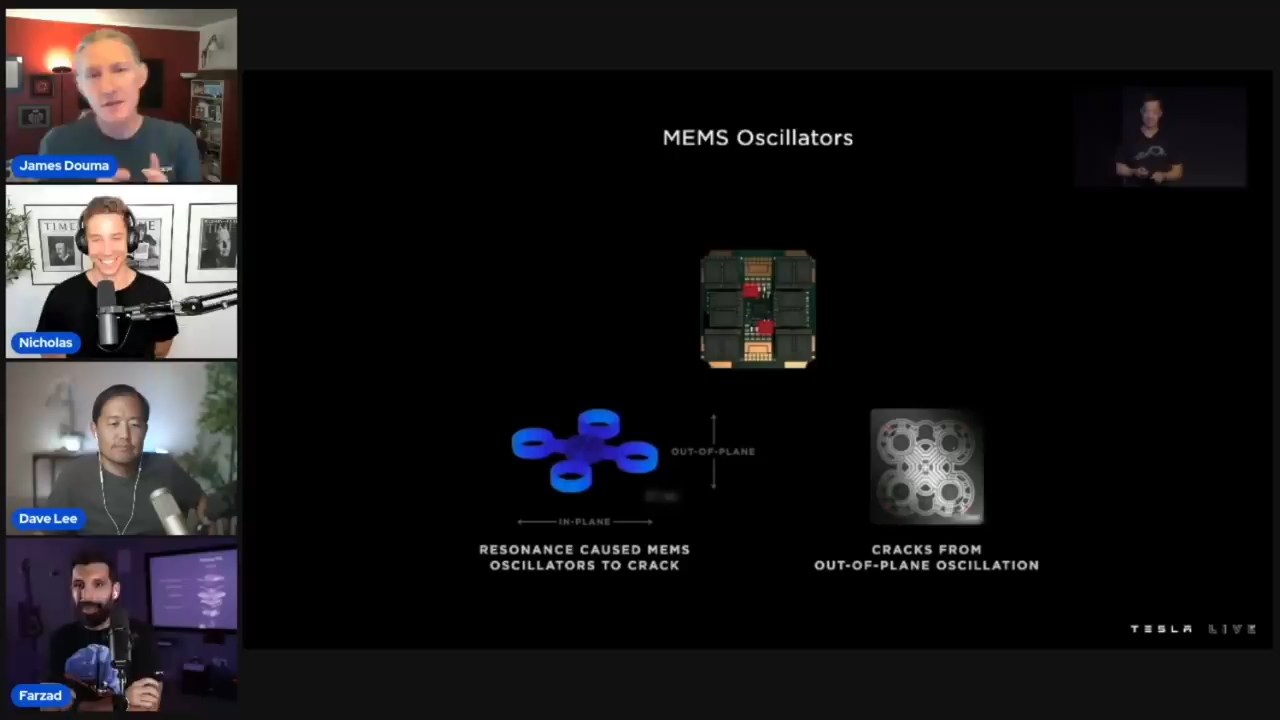 James Douma
TIME
Nicholas
Dave Lee
Farzad
MEMS Oscillators
OUT-OF-PLANE
IN-PLANE
RESONANCE CAUSED MEMS
OSCILLATORS TO CRACK
CRACKS FROM
OUT-OF-PLANE OSCILLATION
TESLA LIVE